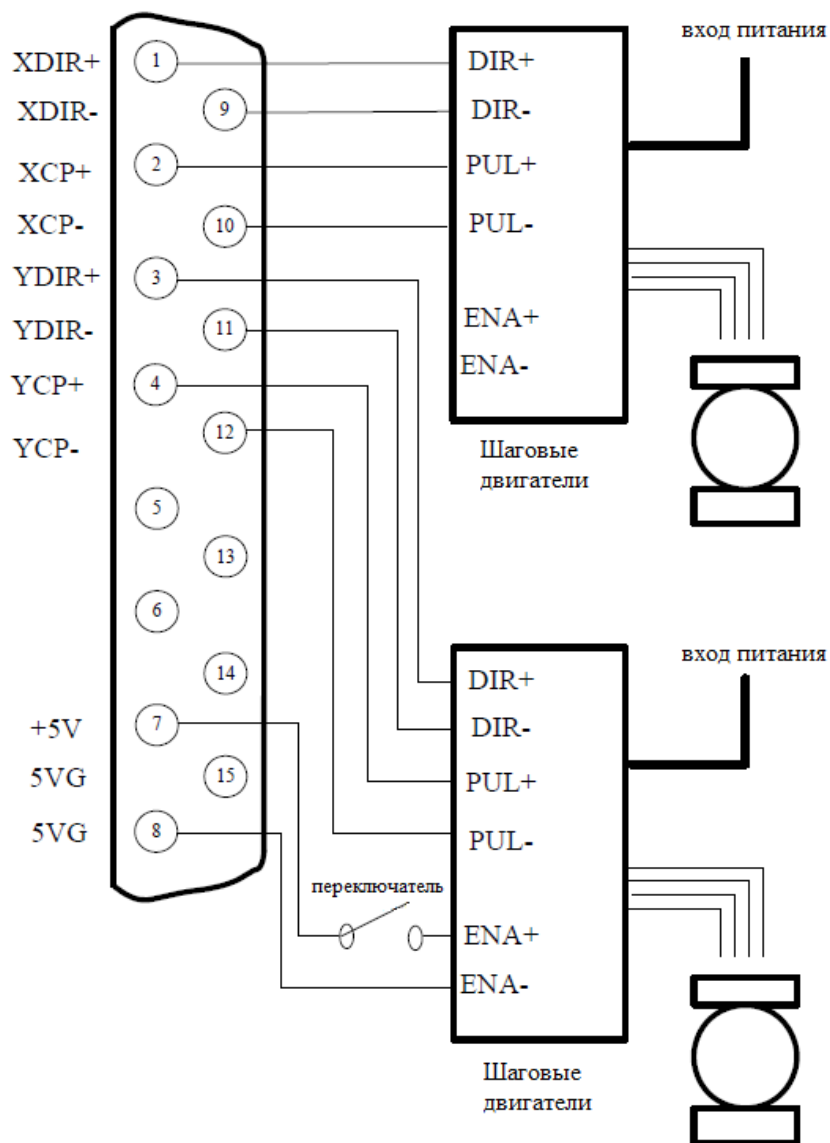 вход питания
XDIR+
1
DIR+
XDIR-
9
DIR-
XCP+
2
PUL+
XCP-
10
PUL-
YDIR+
3
YDIR-
11
ENA+
YCP+
4
ENA-
YCP-
12
Шаговые
двигатели
5
13
6
14
вход питания
DIR+
+5V
7
DIR-
5VG
15
PUL+
5VG
8
PUL-
переключатель
ENA+
ENA-
Шаговые
двигатели